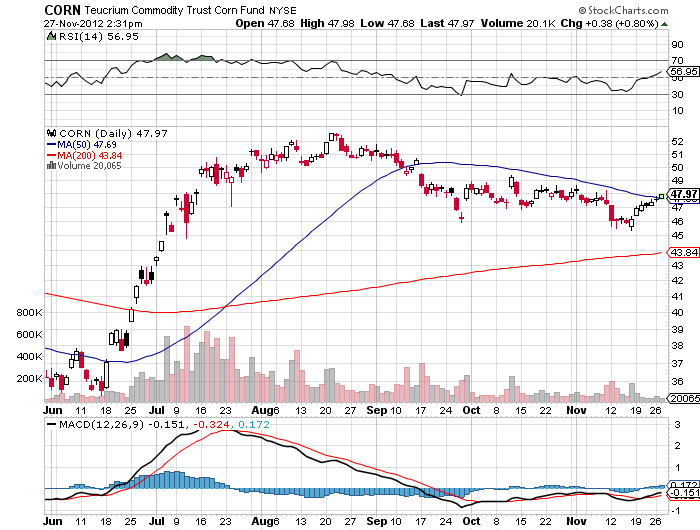 CORN Teucrium Commodity Trust Corn Fund NYSE
© StockCharts.com
27-Nov-2012 2:31pm
Open 47.68 High 47.98 Low 47.68 Last 47.97 Volume 20.1K Chg +0.38 (+0.80%)
RSI(14) 56.95
90
70
56.95
50
30
10
CORN (Daily) 47.97
MA(50) 47.69
MA(200) 43.84
Volume 20,065
52
51
50
49
48
47.97
47
46
45
43.84
43
42
41
40
39
38
37
36
800K
600K
400K
200K
20065
Jun 11 18 25 Jul 9 16 23 Aug 6 13 20 27 Sep 10 17 24 Oct 8 15 22 Nov 12 19 26
MACD(12,26,9) -0.151, -0.324, 0.172
3
2
1
0.172
-0.151
-1
Jun 11 18 25 Jul 9 16 23 Aug 6 13 20 27 Sep 10 17 24 Oct 8 15 22 Nov 12 19 26